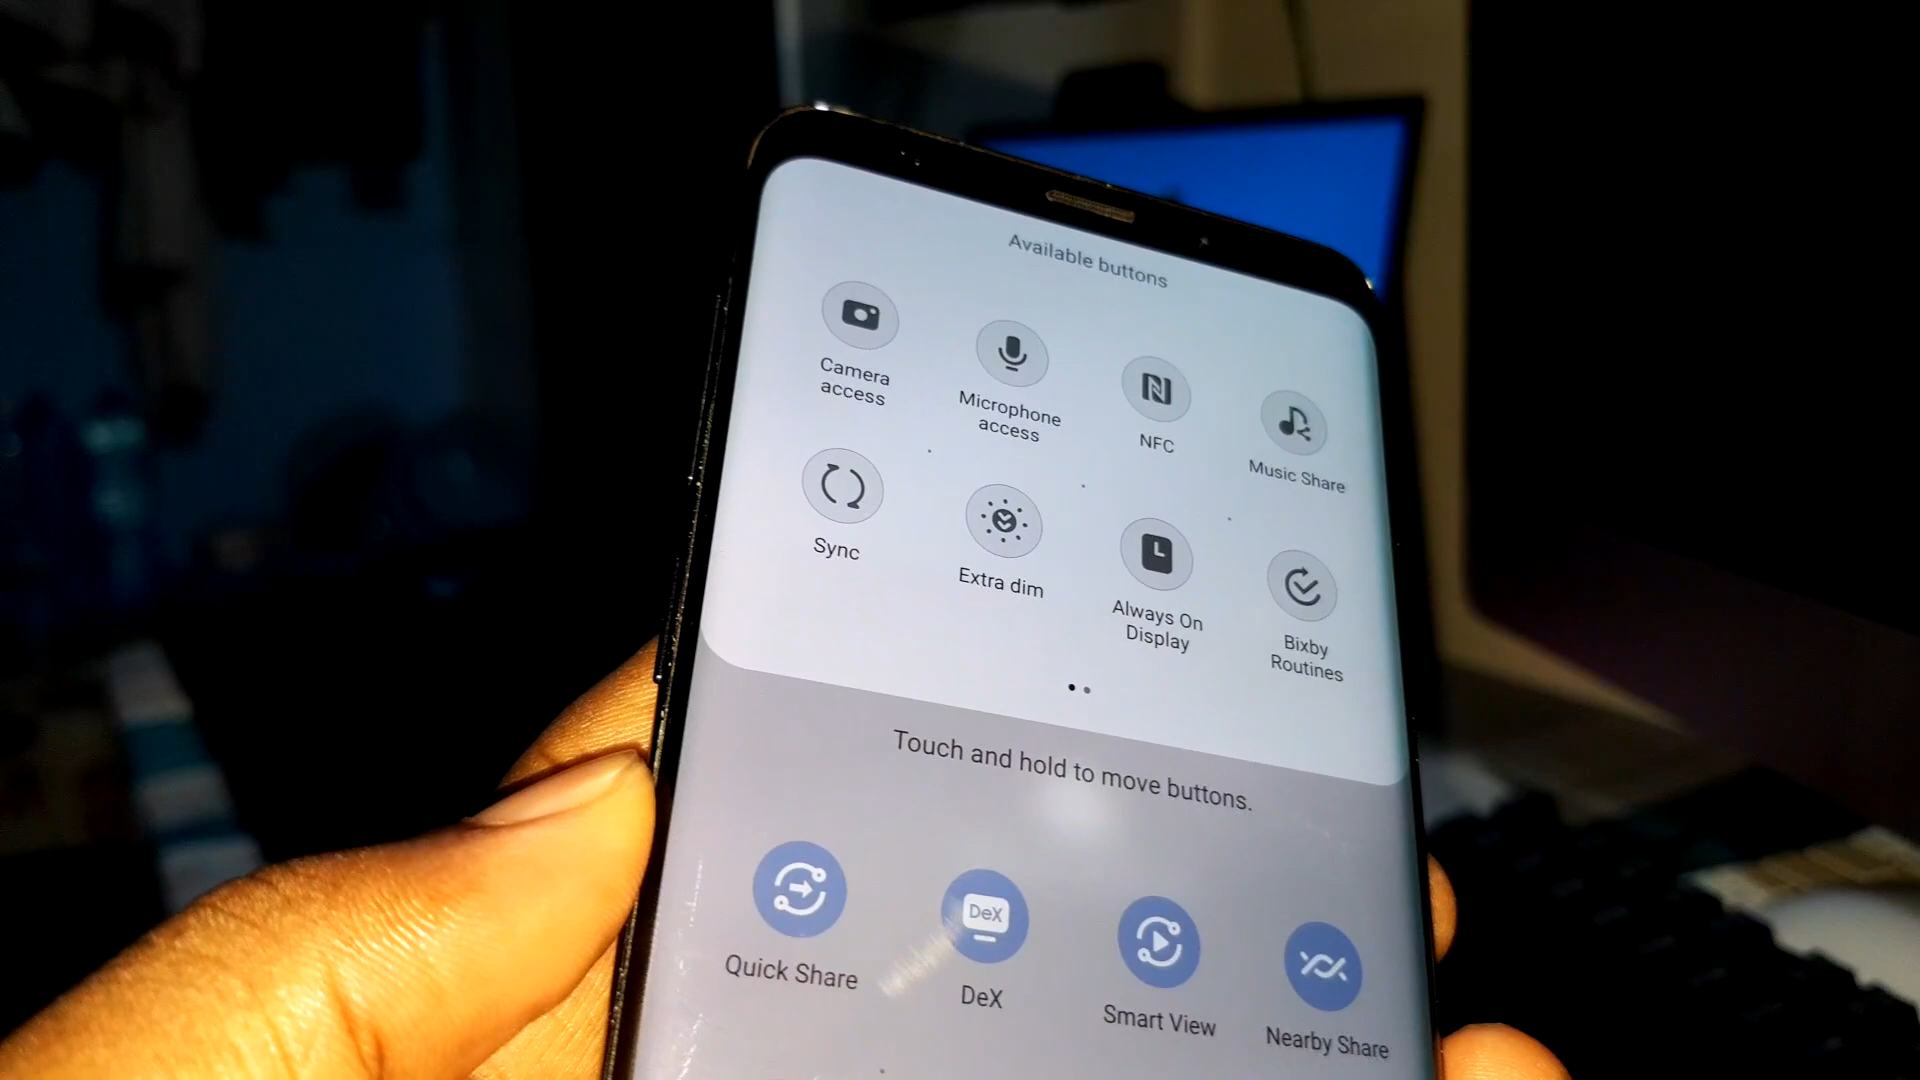 Available buttons
Camera
access
Microphone
access
NFC
Music Share
Sync
Extra dim
Always On
Display
Bixby
Routines
Touch and hold to move buttons.
DeX
Quick Share
DeX
Smart View
Nearby Share